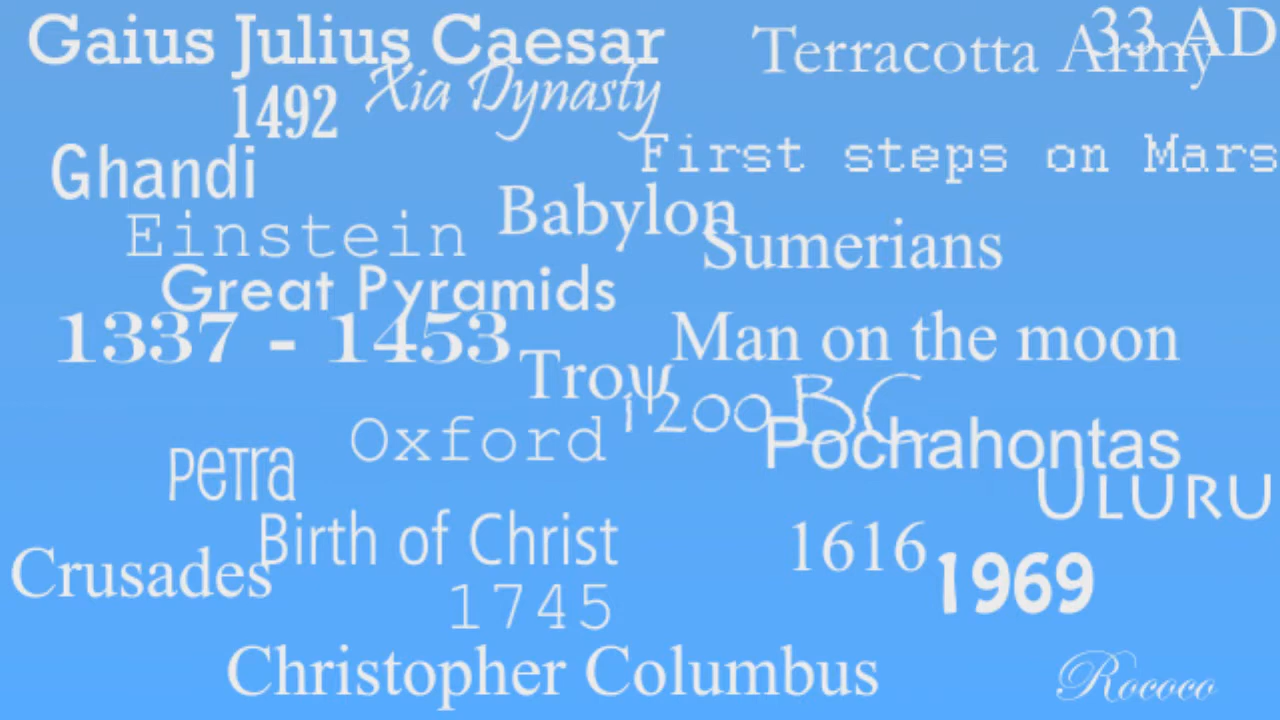 Gaius Julius Caesar
33 AD
Terracotta Army
Xia Dynasty
1492
First steps on Mars
Ghandi
Babylon
Einstein
Sumerians
Great Pyramids
1337 - 1453
Man on the moon
Troψ
1200 BC
Oxford
Pochahontas
Petra
Uluru
Birth of Christ
1616
Crusades
1969
1745
Christopher Columbus
Rococo